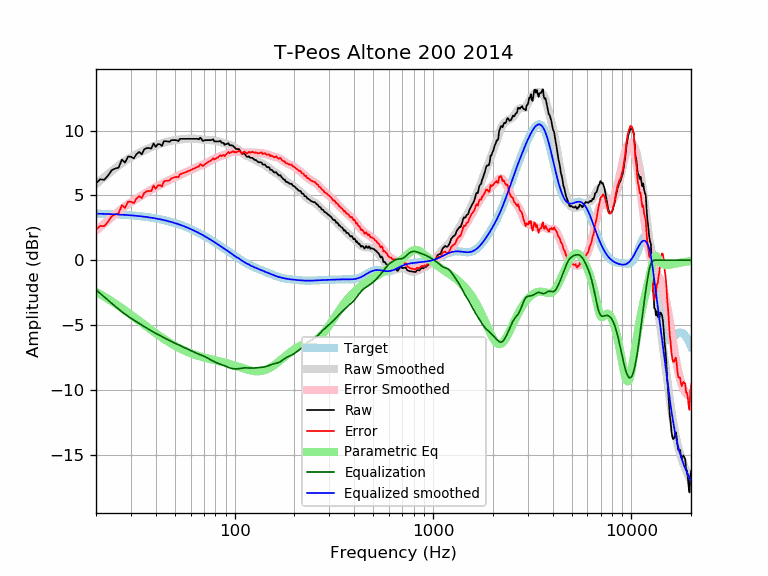 T-Peos Altone 200 2014
Amplitude (dBr)
10
5
0
−5
−10
−15
Target
Raw Smoothed
Error Smoothed
Raw
Error
Parametric Eq
Equalization
Equalized smoothed
100
1000
10000
Frequency (Hz)